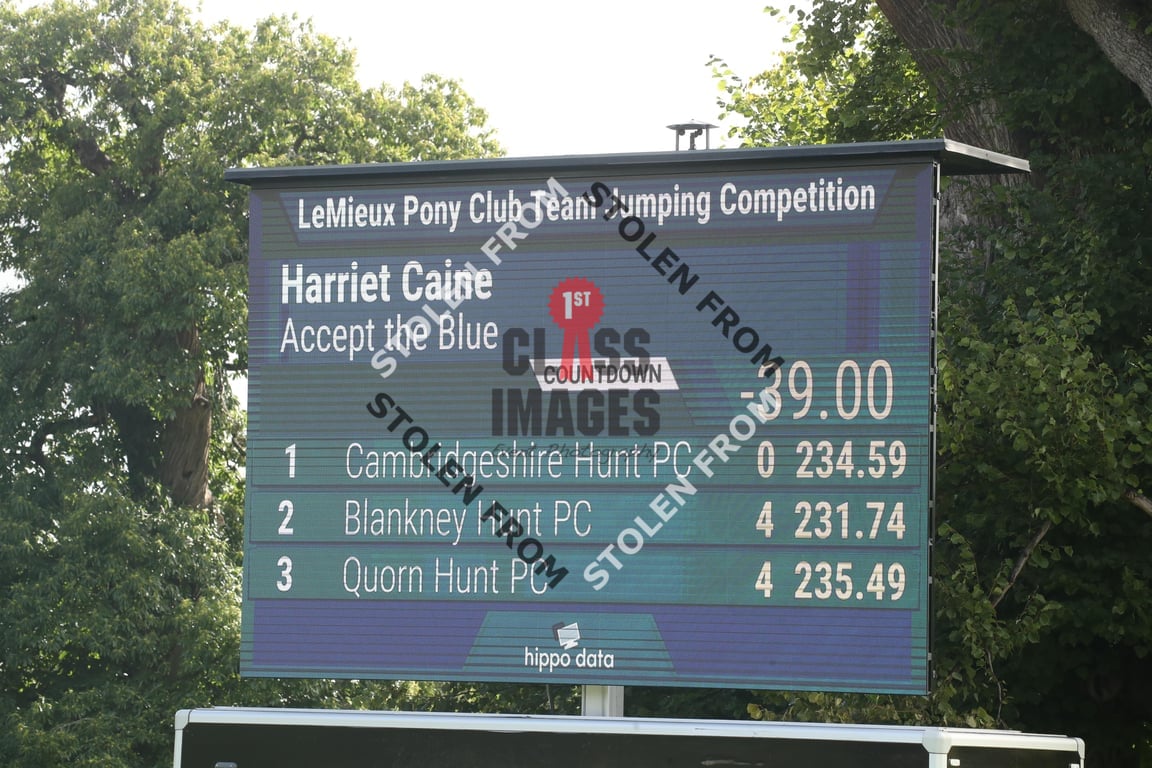 LeMieux Pony Club Team Jumping Competition
Harriet Caine
Accept the Blue
COUNTDOWN
-39.00
1 Cambridgeshire Hunt PC 0 234.59
2 Blankney Hunt PC 4 231.74
3 Quorn Hunt PC 4 235.49
hippo data
1ST
CLASS
IMAGES
Event Photography
STOLEN FROM
STOLEN FROM
STOLEN FROM
STOLEN FROM